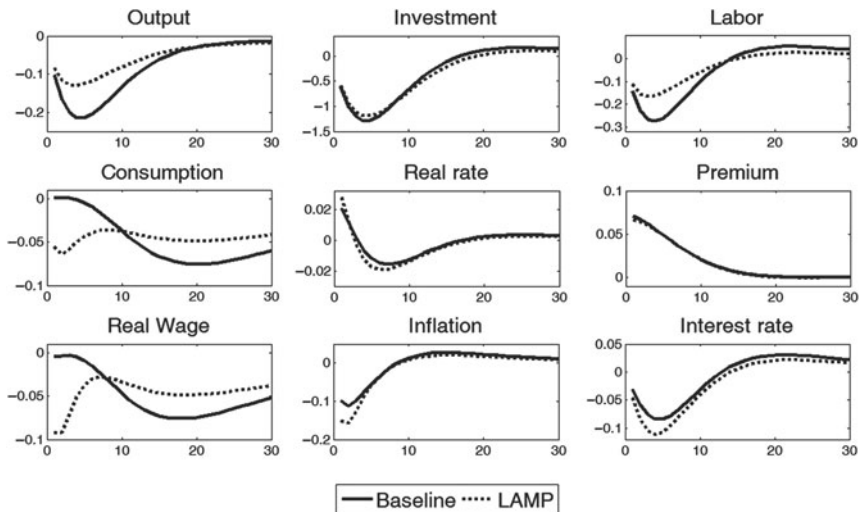 Output Investment Labor
0 0 0
−0.1 −0.5 −0.1
−0.2 −1 −0.2
−1.5 −0.3
0 10 20 30 0 10 20 30 0 10 20 30
Consumption Real rate Premium
0 0.02 0.1
−0.05 0 0.05
−0.1 −0.02 0
0 10 20 30 0 10 20 30 0 10 20 30
Real Wage Inflation Interest rate
0 0 0.05
−0.05 −0.1 0
−0.1 −0.2 −0.05
−0.1
0 10 20 30 0 10 20 30 0 10 20 30
Baseline LAMP